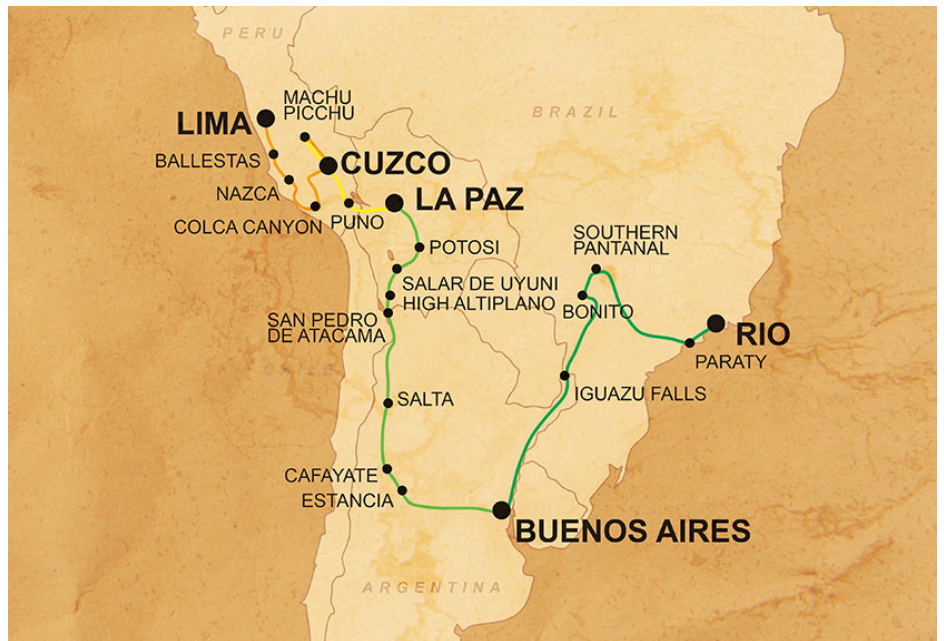 PERU
BRAZIL
MACHU
PICCHU
LIMA
BALLESTAS
CUZCO
NAZCA
COLCA CANYON
PUNO
LA PAZ
POTOSI
SOUTHERN
PANTANAL
SALAR DE UYUNI
HIGH ALTIPLANO
BONITO
SAN PEDRO
DE ATACAMA
RIO
PARATY
CHILE
IGUAZU FALLS
SALTA
CAFAYATE
ESTANCIA
BUENOS AIRES
ARGENTINA